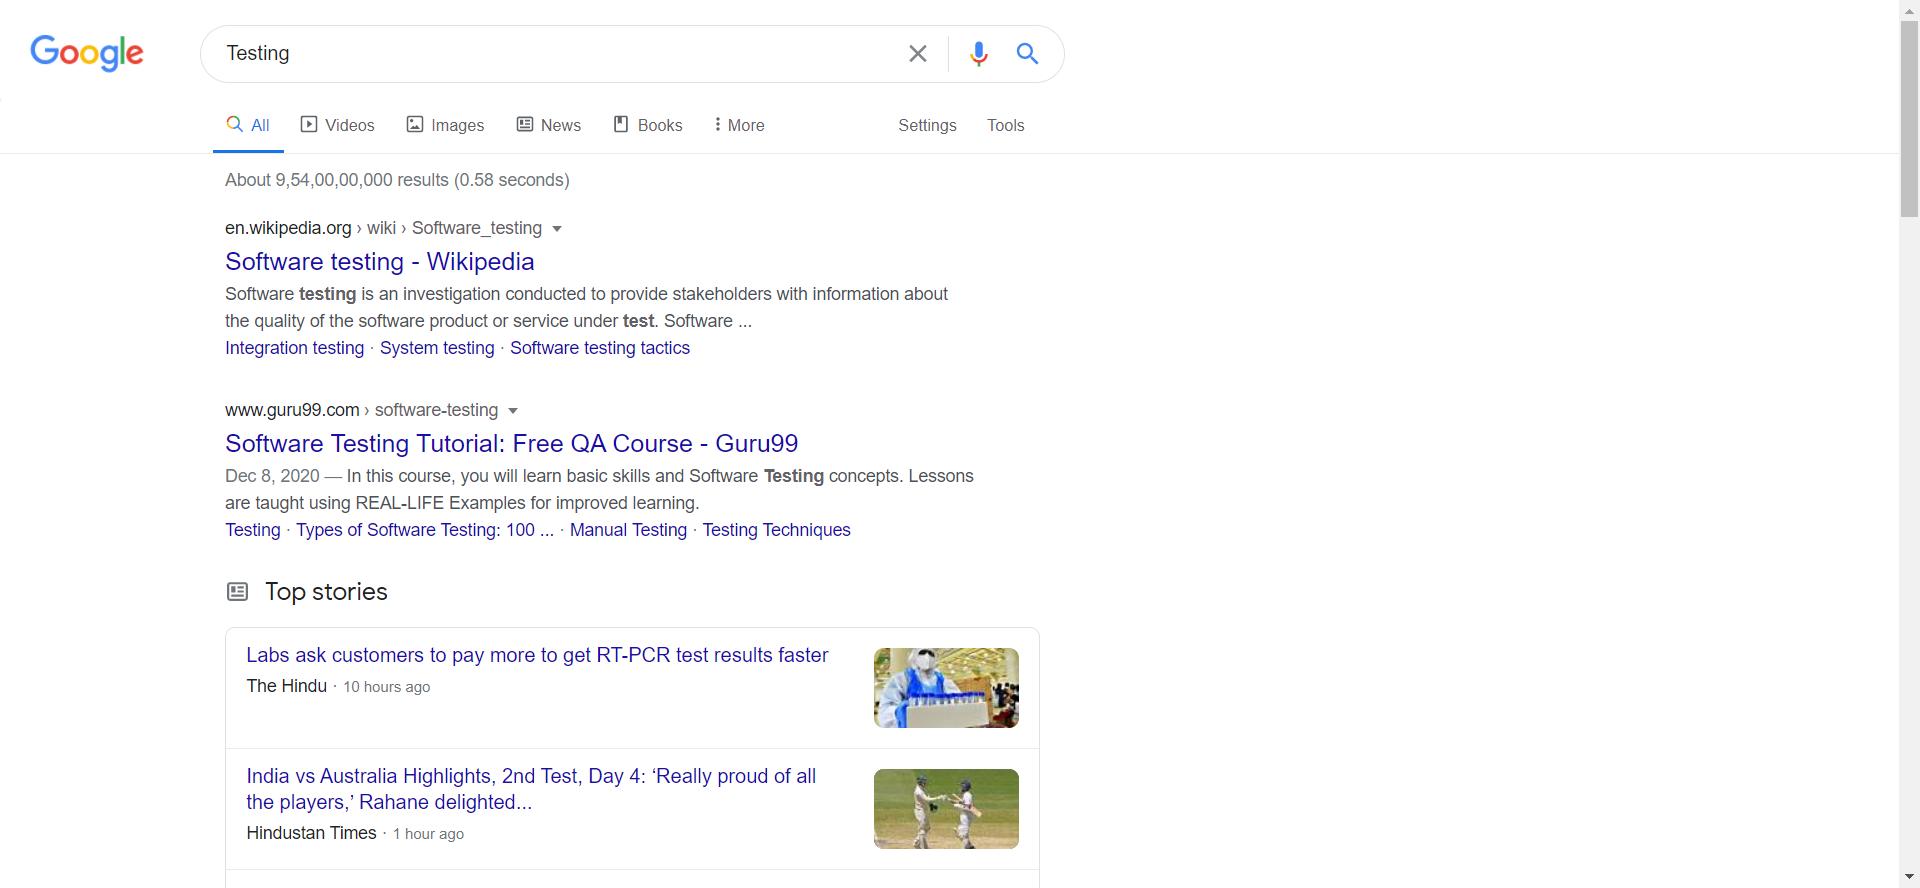 Google
Testing
All
Videos
Images
News
Books
More
Settings
Tools
About 9,54,00,00,000 results (0.58 seconds)
en.wikipedia.org › wiki › Software_testing
Software testing - Wikipedia
Software testing is an investigation conducted to provide stakeholders with information about
the quality of the software product or service under test. Software ...
Integration testing · System testing · Software testing tactics
www.guru99.com › software-testing
Software Testing Tutorial: Free QA Course - Guru99
Dec 8, 2020 — In this course, you will learn basic skills and Software Testing concepts. Lessons
are taught using REAL-LIFE Examples for improved learning.
Testing · Types of Software Testing: 100 ... · Manual Testing · Testing Techniques
Top stories
Labs ask customers to pay more to get RT-PCR test results faster
The Hindu · 10 hours ago
India vs Australia Highlights, 2nd Test, Day 4: ‘Really proud of all
the players,’ Rahane delighted...
Hindustan Times · 1 hour ago